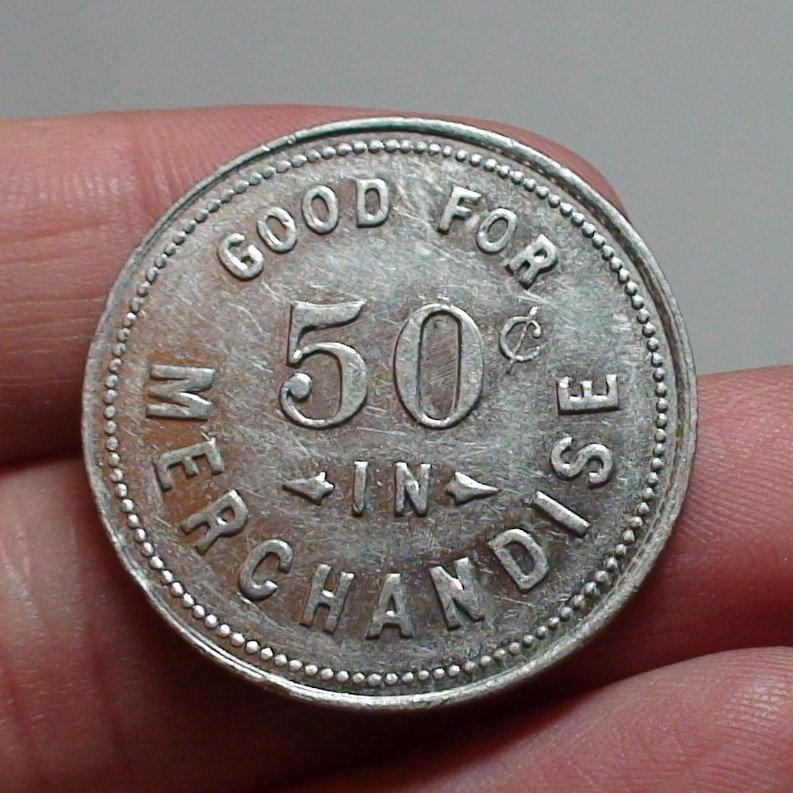 GOOD FOR
50¢
IN
MERCHANDISE